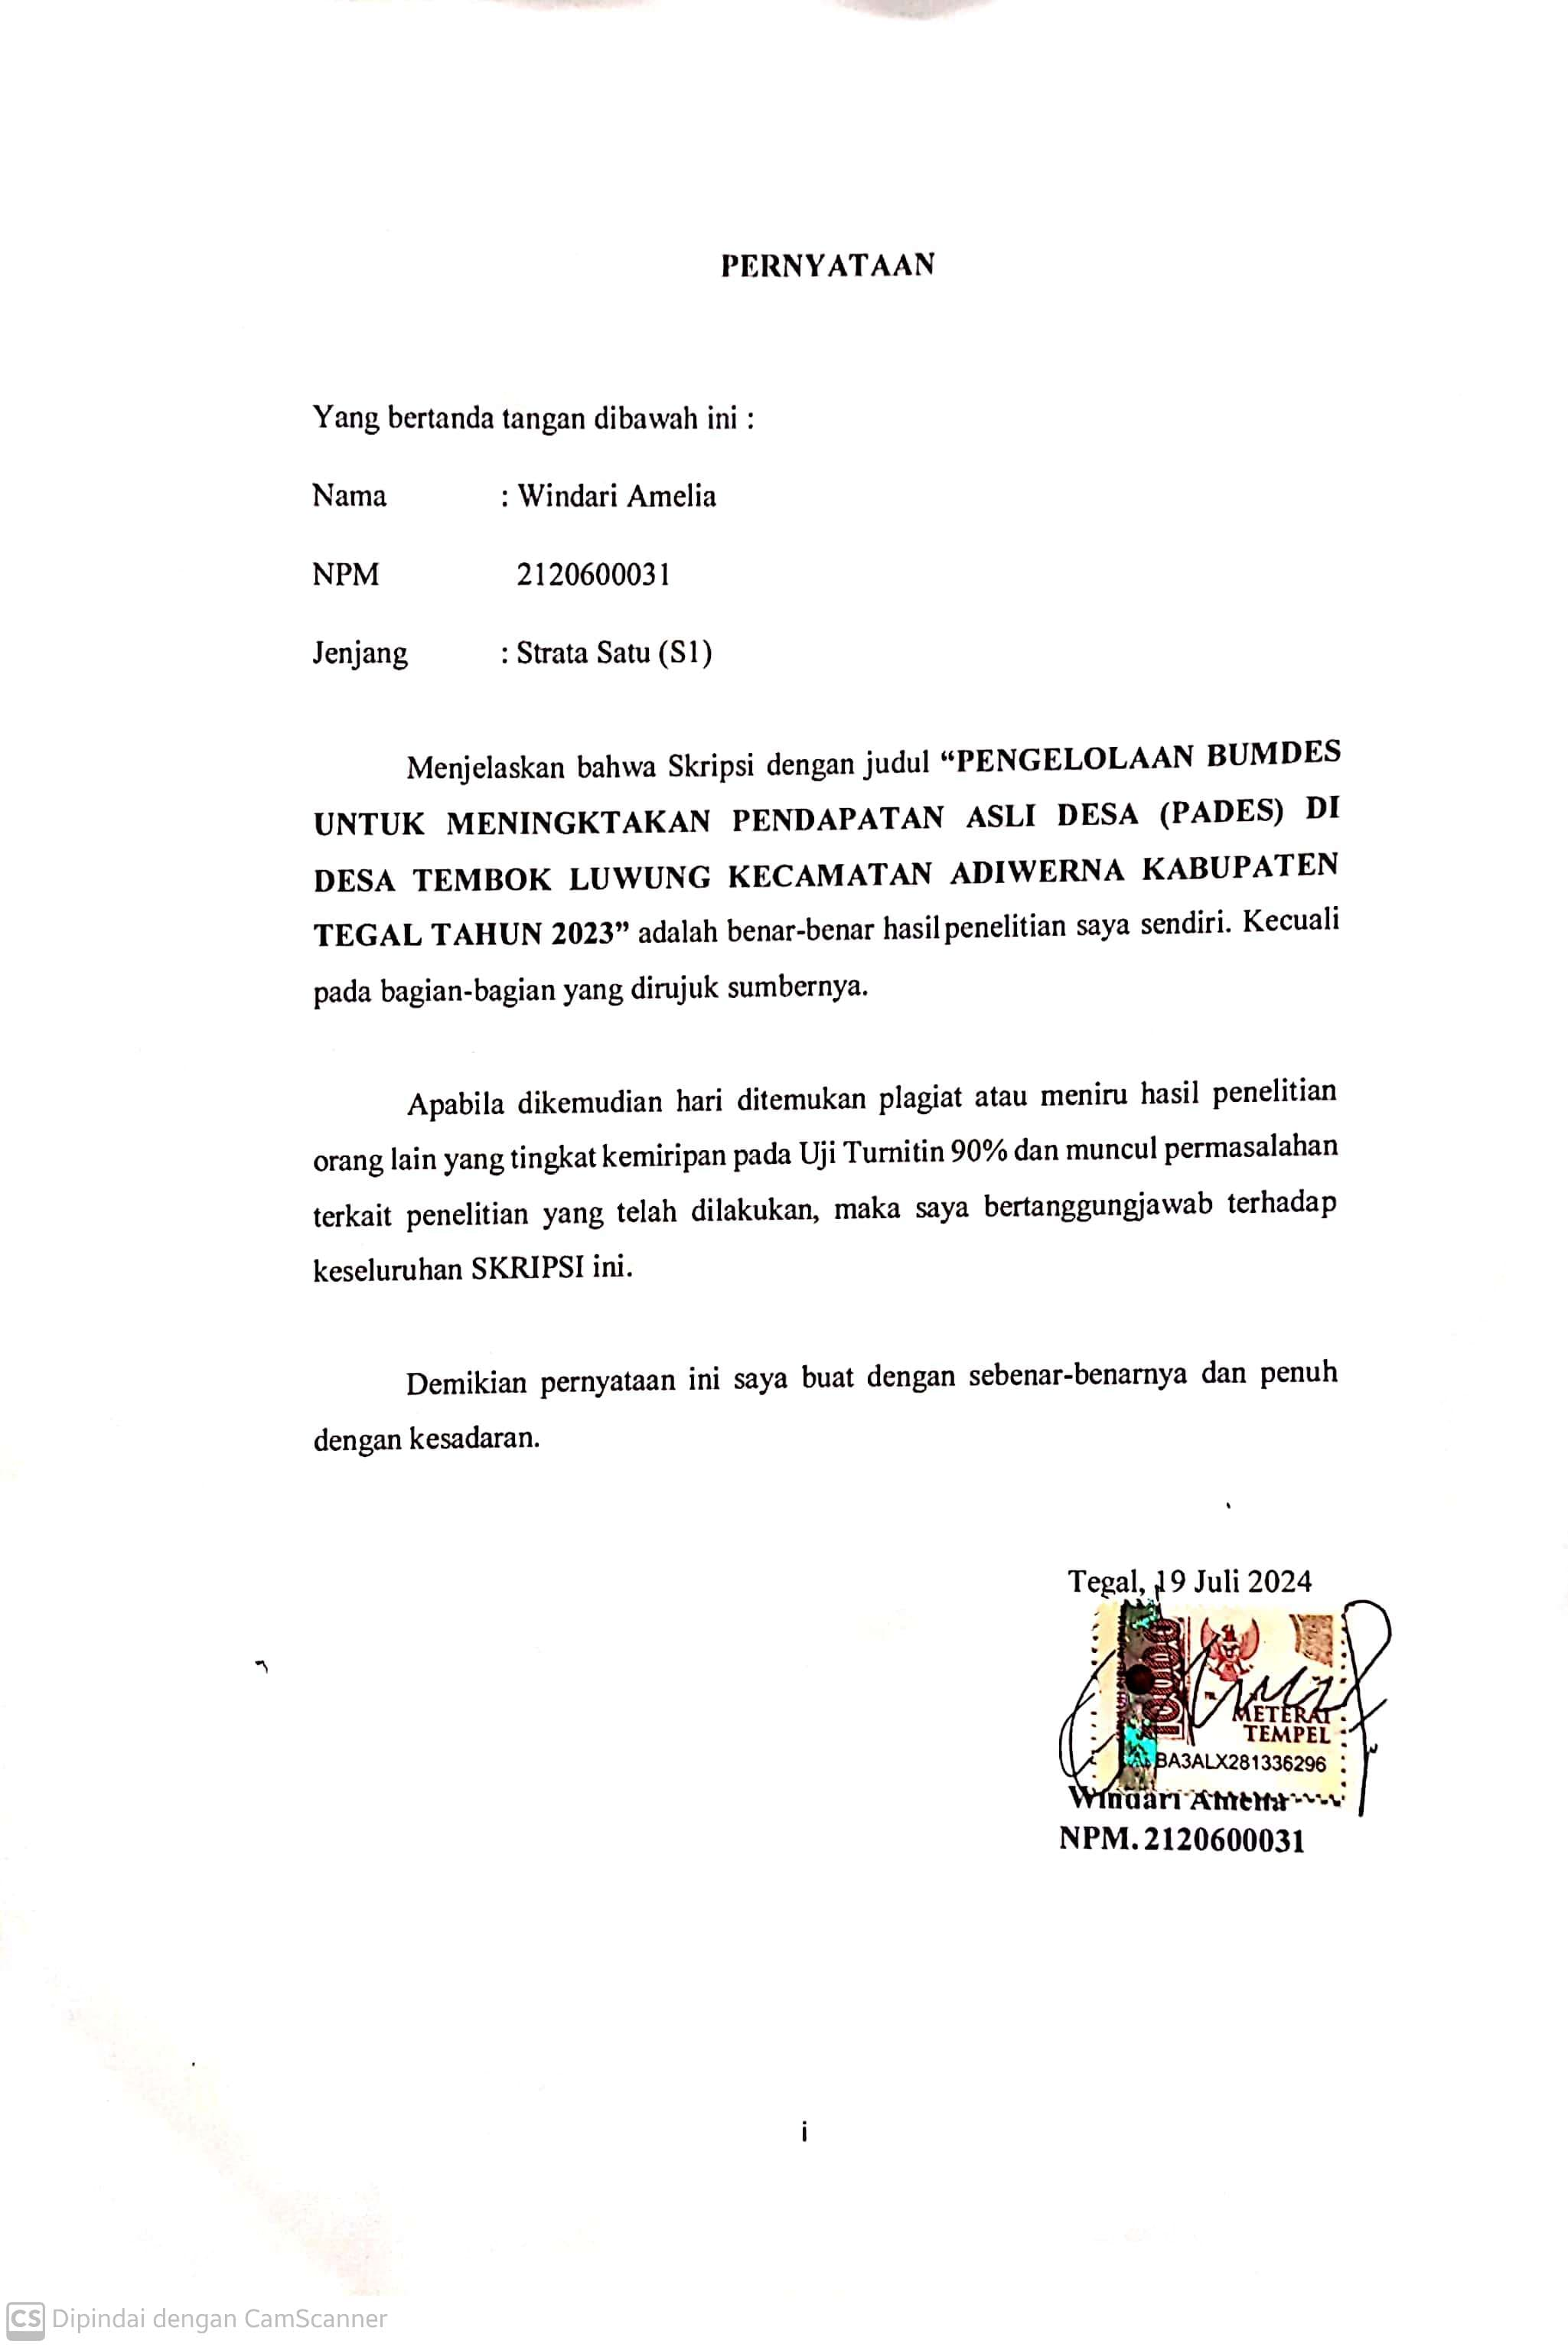 PERNYATAAN
Yang bertanda tangan dibawah ini :
Nama : Windari Amelia
NPM 2120600031
Jenjang : Strata Satu (S1)
Menjelaskan bahwa Skripsi dengan judul “PENGELOLAAN BUMDES
UNTUK MENINGKTAKAN PENDAPATAN ASLI DESA (PADES) DI
DESA TEMBOK LUWUNG KECAMATAN ADIWERNA KABUPATEN
TEGAL TAHUN 2023” adalah benar-benar hasil penelitian saya sendiri. Kecuali
pada bagian-bagian yang dirujuk sumbernya.
Apabila dikemudian hari ditemukan plagiat atau meniru hasil penelitian
orang lain yang tingkat kemiripan pada Uji Turnitin 90% dan muncul permasalahan
terkait penelitian yang telah dilakukan, maka saya bertanggungjawab terhadap
keseluruhan SKRIPSI ini.
Demikian pernyataan ini saya buat dengan sebenar-benarnya dan penuh
dengan kesadaran.
Tegal, 19 Juli 2024
10000
METERAI
TEMPEL
BA3ALX281336296
Windari Amelia
NPM. 2120600031
i
CS Dipindai dengan CamScanner